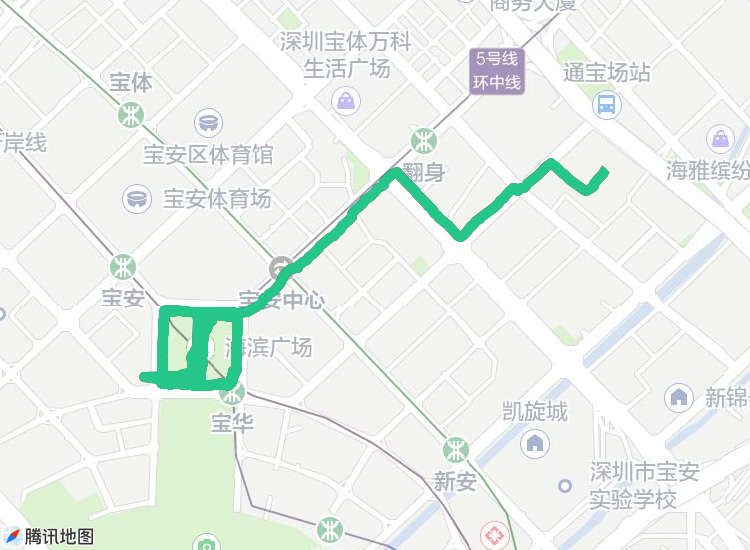 商务大厦
深圳宝体万科
生活广场
5号线
环中线
通宝场站
宝体
岸线
宝安区体育馆
翻身
海雅缤纷
宝安体育场
宝安
宝安中心
海滨广场
宝华
凯旋城
新锦
新安
深圳市宝安
实验学校
腾讯地图